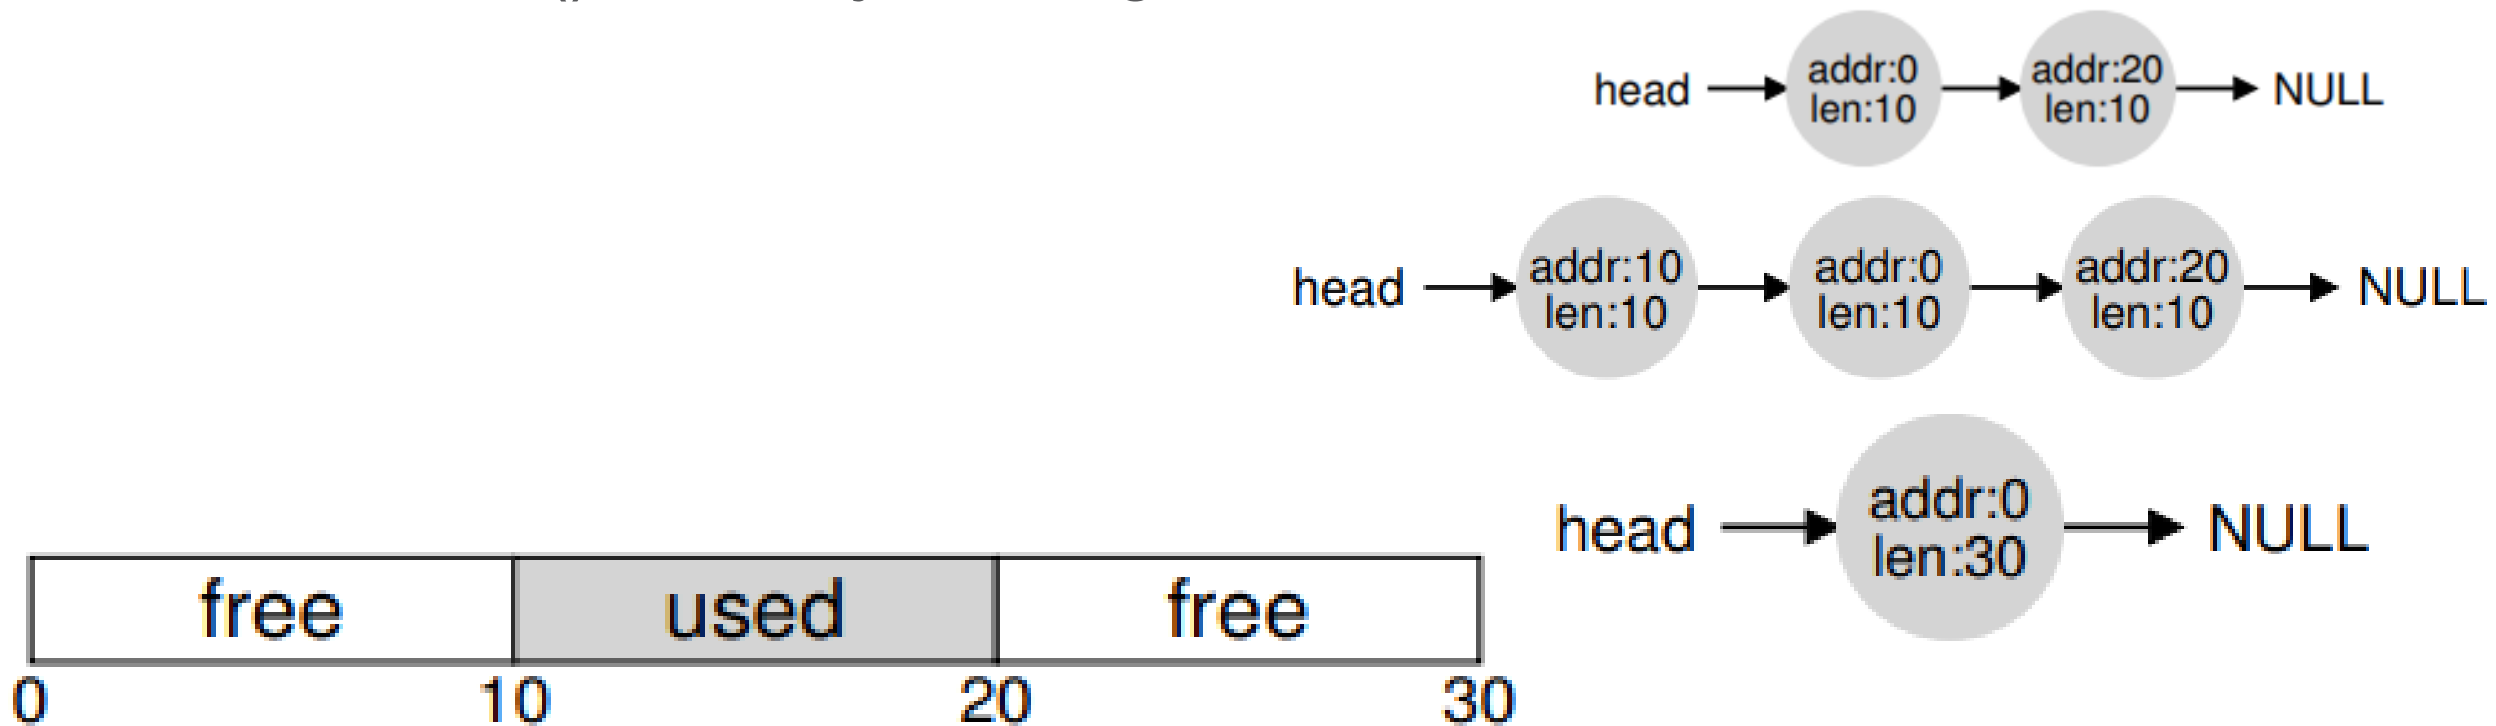 head addr:0 len:10 addr:20 len:10 NULL
head addr:10 len:10 addr:0 len:10 addr:20 len:10 NULL
head addr:0 len:30 NULL
free used free
0 10 20 30